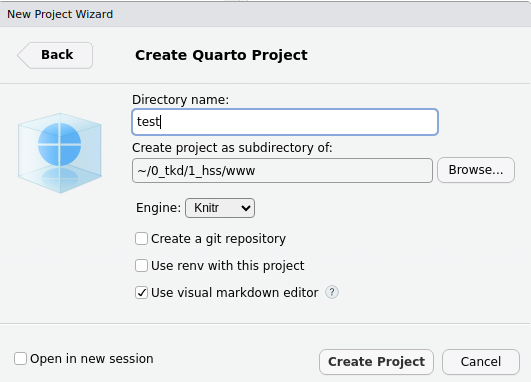 New Project Wizard
Back
Create Quarto Project
Directory name:
test
Create project as subdirectory of:
~/0_tkd/1_hss/www
Browse...
Engine: Knitr
Create a git repository
Use renv with this project
Use visual markdown editor ?
Open in new session
Create Project
Cancel